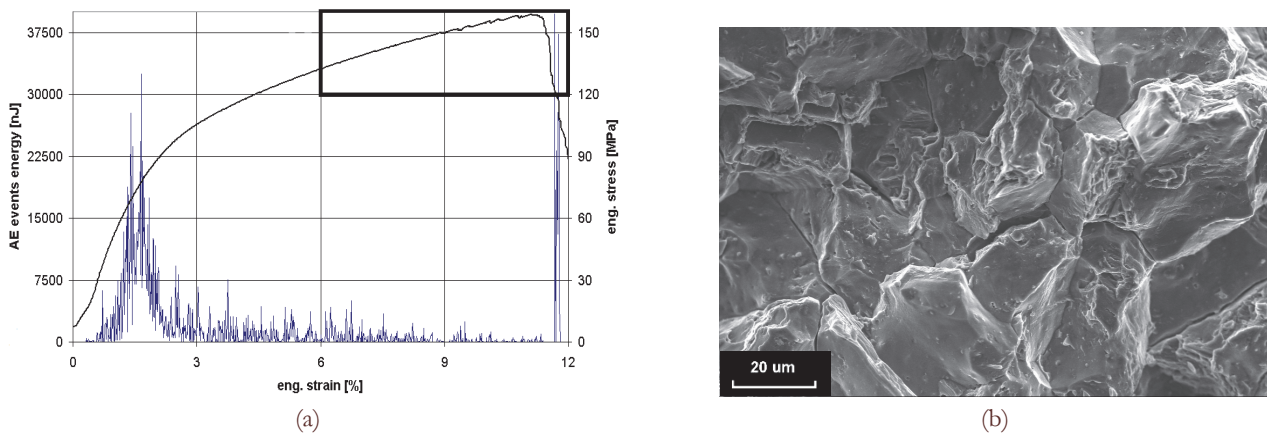 AE events energy [nJ]
37500
30000
22500
15000
7500
0
150
120
90
60
30
0
eng. stress [MPa]
0 3 6 9 12
eng. strain [%]
(a)
20 um
(b)